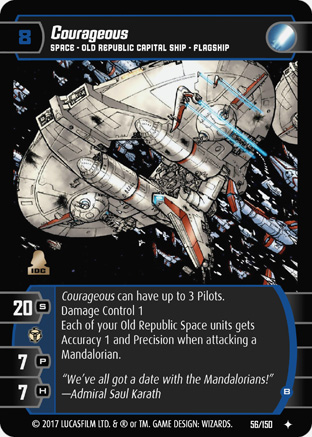 8
Courageous
SPACE • OLD REPUBLIC CAPITAL SHIP • FLAGSHIP
IDC
20 S
7 P
7 H
Courageous can have up to 3 Pilots.
Damage Control 1
Each of your Old Republic Space units gets
Accuracy 1 and Precision when attacking a
Mandalorian.
“We’ve all got a date with the Mandalorians!”
—Admiral Saul Karath
B
© 2017 LUCASFILM LTD. & ® or TM. GAME DESIGN: WIZARDS.
56/150